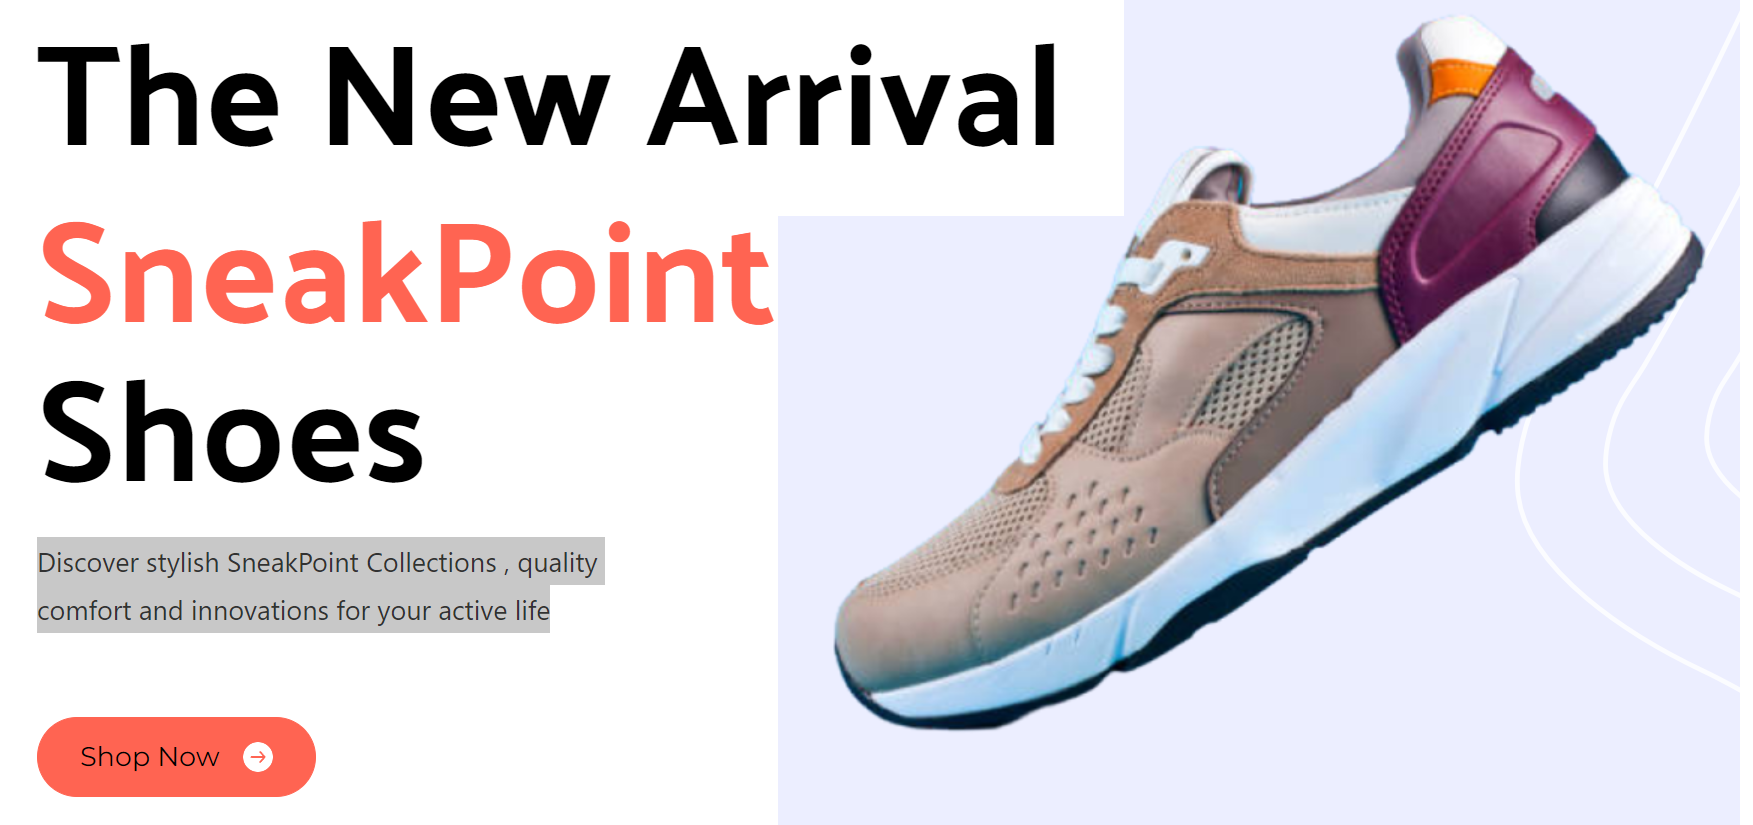 The New Arrival
SneakPoint
Shoes
Discover stylish SneakPoint Collections , quality
comfort and innovations for your active life
Shop Now